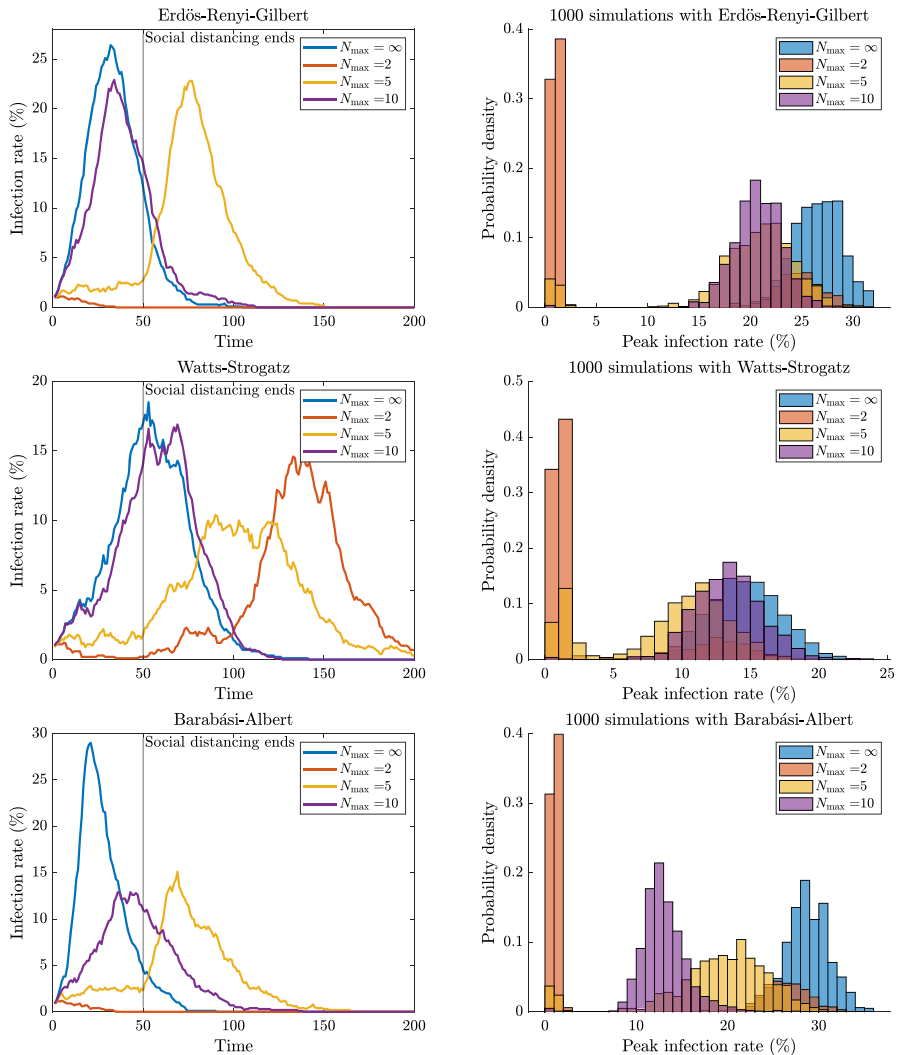 Erdös-Renyi-Gilbert
Social distancing ends
N_max = ∞
N_max =2
N_max =5
N_max =10
25
20
15
10
5
0
Infection rate (%)
0 50 100 150 200
Time
1000 simulations with Erdös-Renyi-Gilbert
N_max = ∞
N_max =2
N_max =5
N_max =10
0.4
0.3
0.2
0.1
0
Probability density
0 5 10 15 20 25 30
Peak infection rate (%)
Watts-Strogatz
Social distancing ends
N_max = ∞
N_max =2
N_max =5
N_max =10
20
15
10
5
0
Infection rate (%)
0 50 100 150 200
Time
1000 simulations with Watts-Strogatz
N_max = ∞
N_max =2
N_max =5
N_max =10
0.5
0.4
0.3
0.2
0.1
0
Probability density
0 5 10 15 20 25
Peak infection rate (%)
Barabási-Albert
Social distancing ends
N_max = ∞
N_max =2
N_max =5
N_max =10
30
25
20
15
10
5
0
Infection rate (%)
0 50 100 150 200
Time
1000 simulations with Barabási-Albert
N_max = ∞
N_max =2
N_max =5
N_max =10
0.4
0.3
0.2
0.1
0
Probability density
0 10 20 30
Peak infection rate (%)